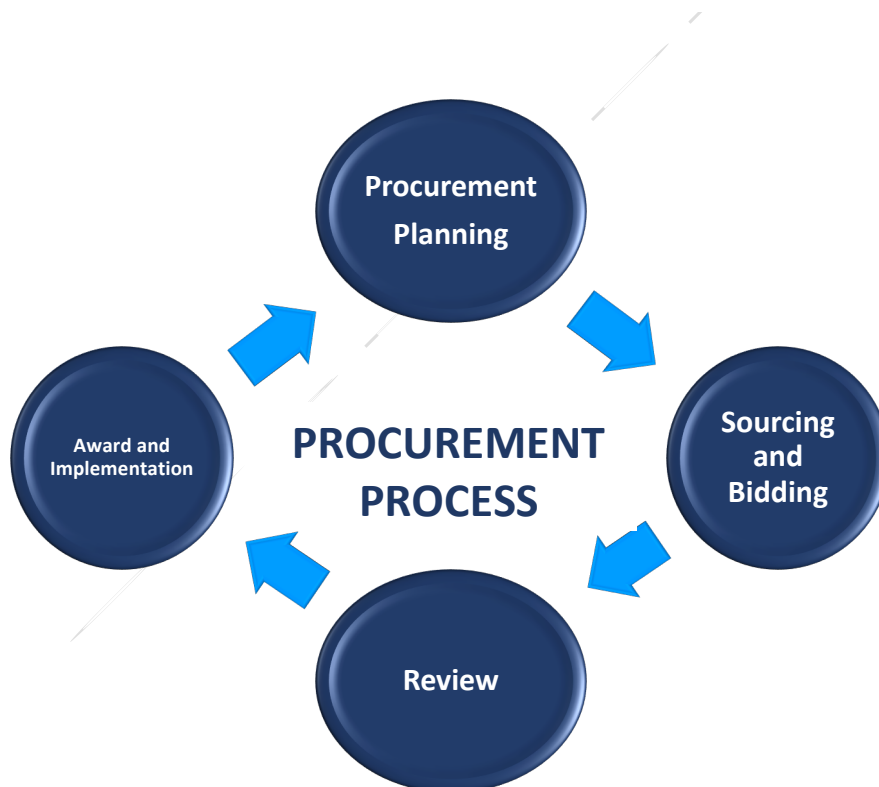 Procurement
Planning
Sourcing
and
Bidding
PROCUREMENT
PROCESS
Award and
Implementation
Review